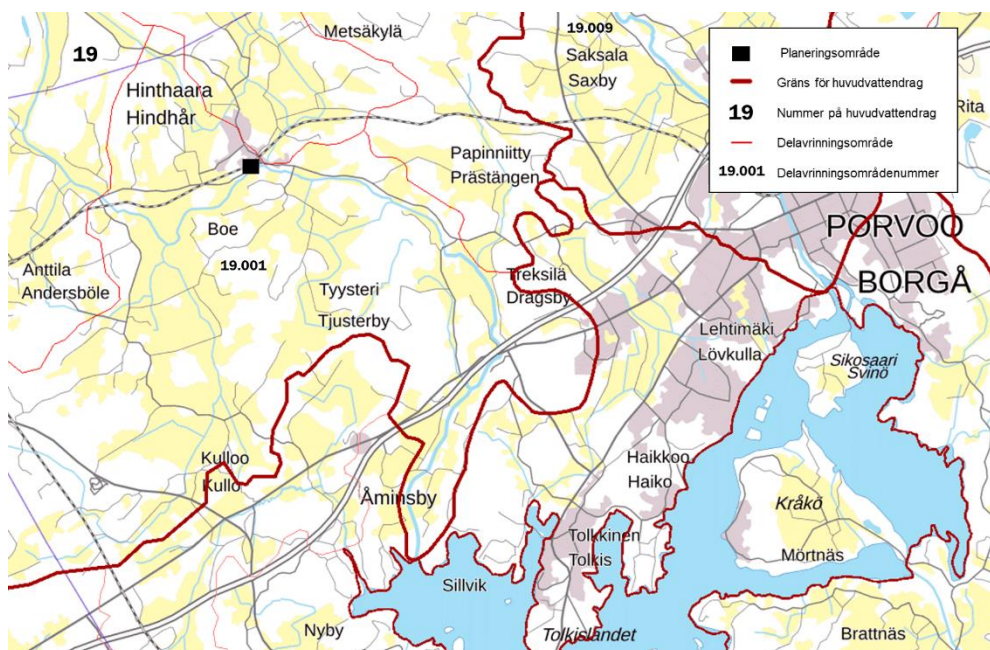 Metsäkylä
19.009
Saksala
Saxby
19
Hinthaara
Hindhår
Papinniitty
Prästängen
Boe
19.001
Anttila
Andersböle
Tyysteri
Tjusterby
Treksilä
Drägsby
Kulloo
Kullo
Åminsby
Sillvik
Nyby
Tolkkinen
Tolkis
Tolkislandet
Haikkoo
Haiko
Lehtimäki
Lövkulla
PORVOO
BORGÅ
Sikosaari
Svinö
Kråkö
Mörtnäs
Brattnäs
Rita
Planeringsområde
Gräns för huvudvattendrag
19 Nummer på huvudvattendrag
Delavrinningsområde
19.001 Delavrinningsområdenummer